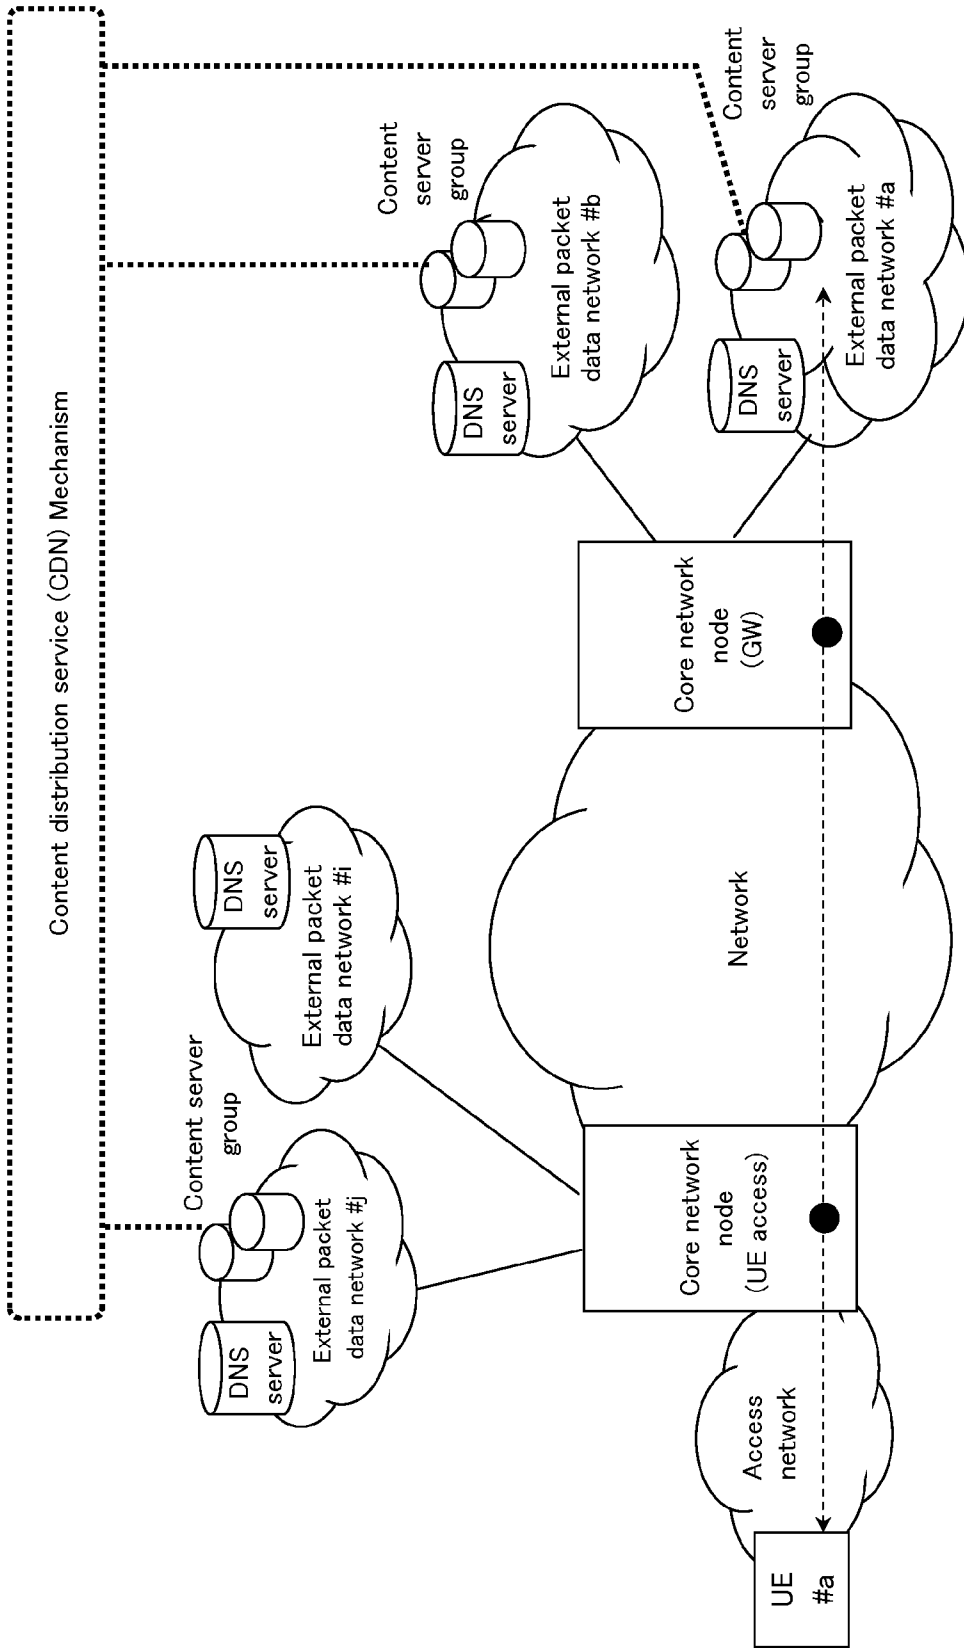 Content distribution service (CDN) Mechanism
Content server
group
DNS
server
External packet
data network #j
DNS
server
External packet
data network #i
Content
server
group
DNS
server
External packet
data network #b
Content
server
group
DNS
server
External packet
data network #a
UE
#a
Access
network
Core network
node
(UE access)
Network
Core network
node
(GW)